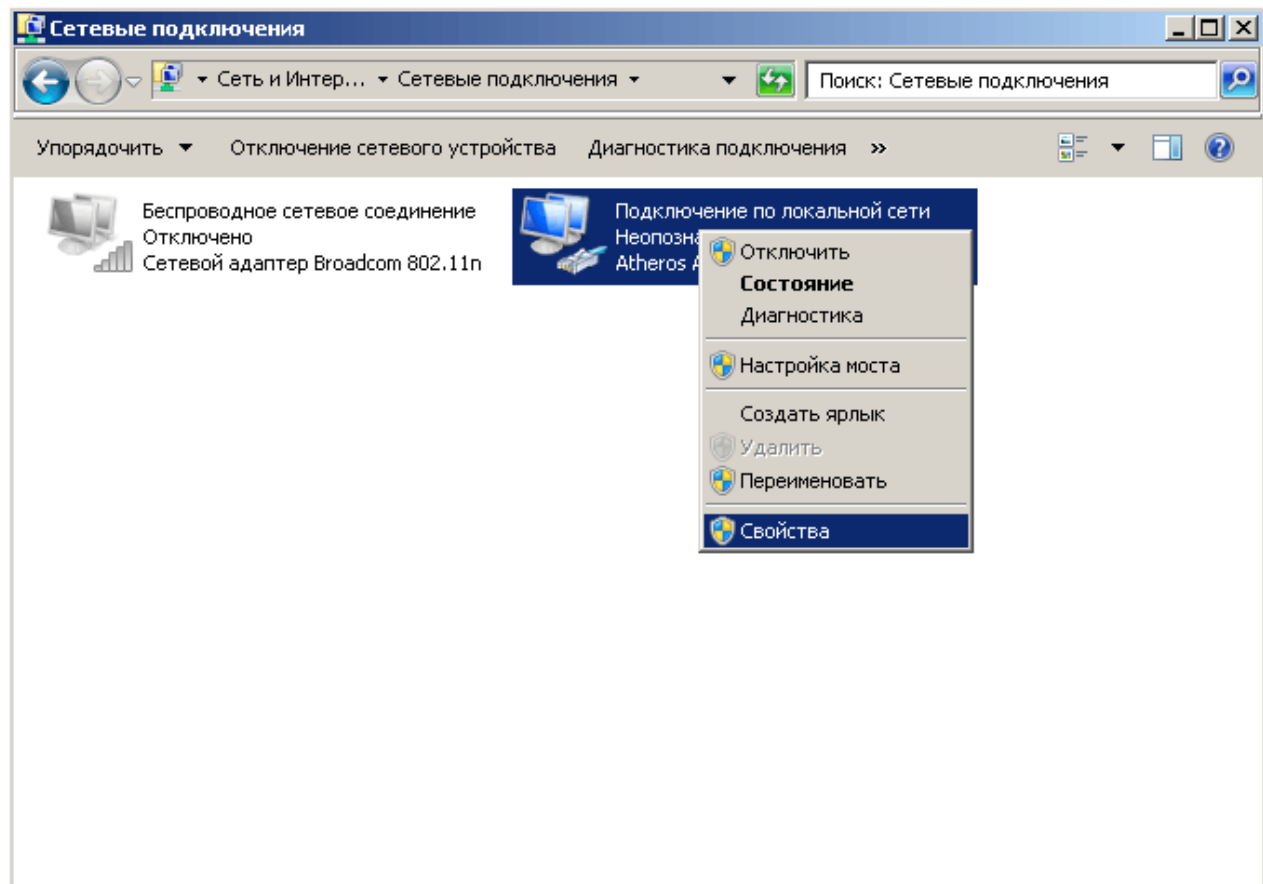 Сетевые подключения
Сеть и Интер... Сетевые подключения
Поиск: Сетевые подключения
Упорядочить Отключение сетевого устройства Диагностика подключения »
Беспроводное сетевое соединение
Отключено
Сетевой адаптер Broadcom 802.11n
Подключение по локальной сети
Atheros
Отключить
Состояние
Диагностика
Настройка моста
Создать ярлык
Удалить
Переименовать
Свойства